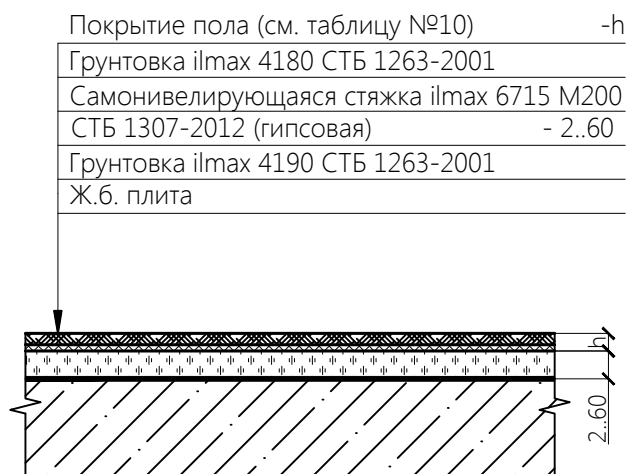 Покрытие пола (см. таблицу №10) -h
Грунтовка ilmax 4180 СТБ 1263-2001
Самонивелирующаяся стяжка ilmax 6715 М200
СТБ 1307-2012 (гипсовая) - 2..60
Грунтовка ilmax 4190 СТБ 1263-2001
Ж.б. плита
h
2..60